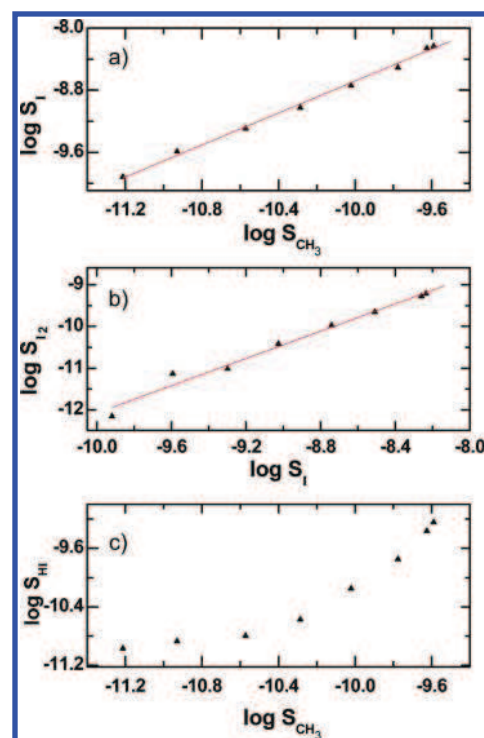 a)
log S_I
-8.0
-8.8
-9.6
-11.2 -10.8 -10.4 -10.0 -9.6
log S_CH3
b)
log S_I2
-9
-10
-11
-12
-10.0 -9.6 -9.2 -8.8 -8.4 -8.0
log S_I
c)
log S_HI
-9.6
-10.4
-11.2
-11.2 -10.8 -10.4 -10.0 -9.6
log S_CH3